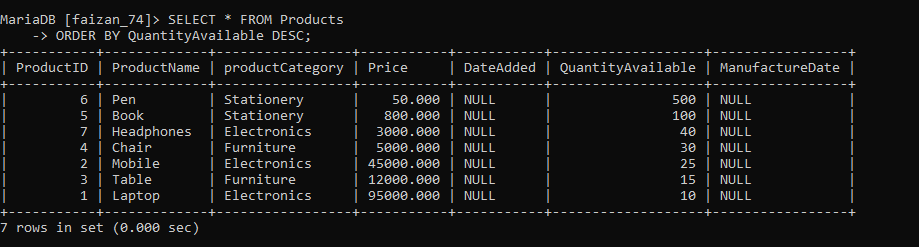 MariaDB [faizan_74]> SELECT * FROM Products
    -> ORDER BY QuantityAvailable DESC;
+-----------+-------------+-----------------+-----------+-----------+-------------------+-----------------+
| ProductID | ProductName | productCategory | Price     | DateAdded | QuantityAvailable | ManufactureDate |
+-----------+-------------+-----------------+-----------+-----------+-------------------+-----------------+
|         6 | Pen         | Stationery      |    50.000 | NULL      |               500 | NULL            |
|         5 | Book        | Stationery      |   800.000 | NULL      |               100 | NULL            |
|         7 | Headphones  | Electronics     |  3000.000 | NULL      |                40 | NULL            |
|         4 | Chair       | Furniture       |  5000.000 | NULL      |                30 | NULL            |
|         2 | Mobile      | Electronics     | 45000.000 | NULL      |                25 | NULL            |
|         3 | Table       | Furniture       | 12000.000 | NULL      |                15 | NULL            |
|         1 | Laptop      | Electronics     | 95000.000 | NULL      |                10 | NULL            |
+-----------+-------------+-----------------+-----------+-----------+-------------------+-----------------+
7 rows in set (0.000 sec)